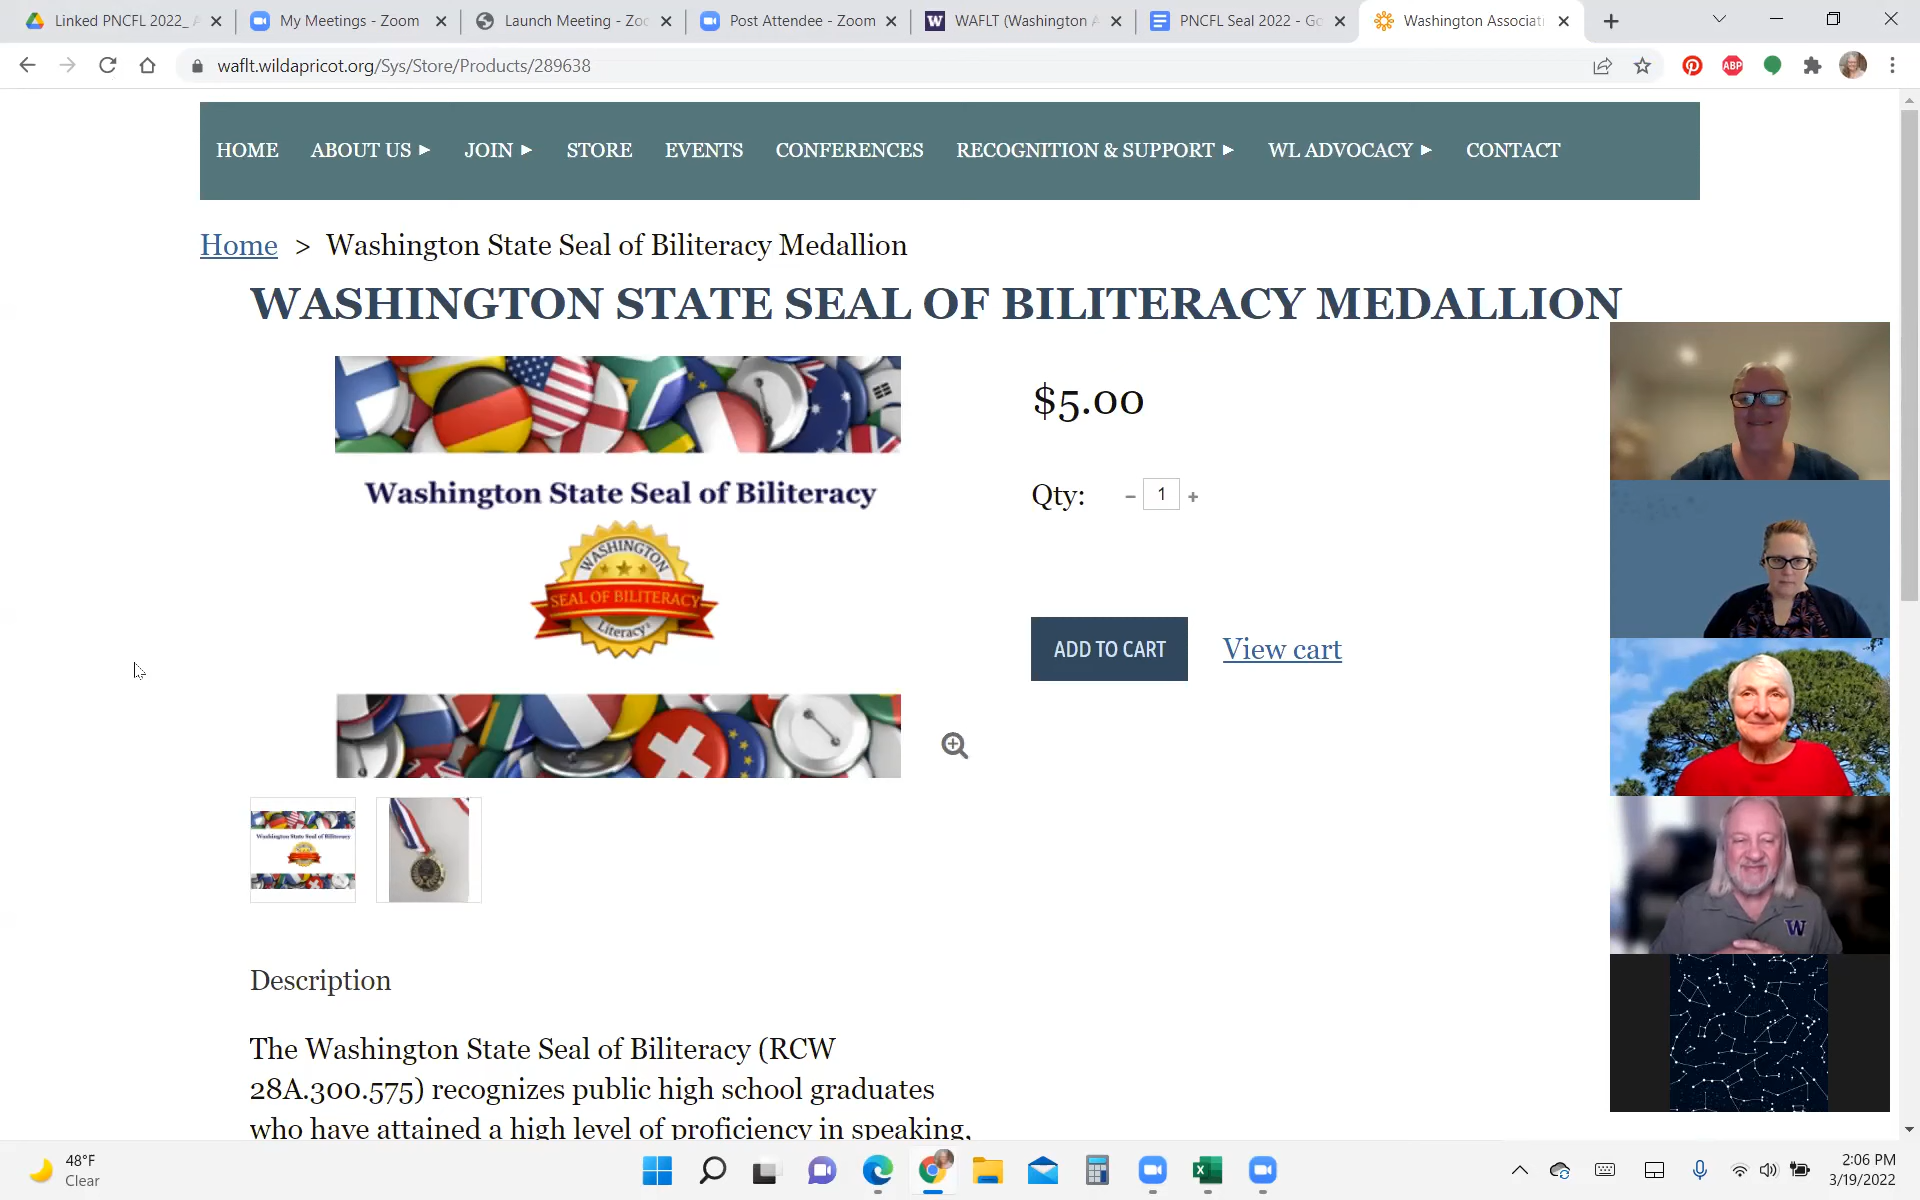 Linked PNCFL 2022_ A
My Meetings - Zoom
Launch Meeting - Zoo
Post Attendee - Zoom
WAFLT (Washington A
PNCFL Seal 2022 - Go
Washington Associati
waflt.wildapricot.org/Sys/Store/Products/289638
ABP
HOME ABOUT US ► JOIN ► STORE EVENTS CONFERENCES RECOGNITION & SUPPORT ► WL ADVOCACY ► CONTACT
Home > Washington State Seal of Biliteracy Medallion
WASHINGTON STATE SEAL OF BILITERACY MEDALLION
Washington State Seal of Biliteracy
WASHINGTON
SEAL OF BILITERACY
Literacy²
$5.00
Qty: − 1 +
ADD TO CART
View cart
W
Washington State Seal of Biliteracy
Description
The Washington State Seal of Biliteracy (RCW
28A.300.575) recognizes public high school graduates
who have attained a high level of proficiency in speaking,
48°F
Clear
2:06 PM
3/19/2022